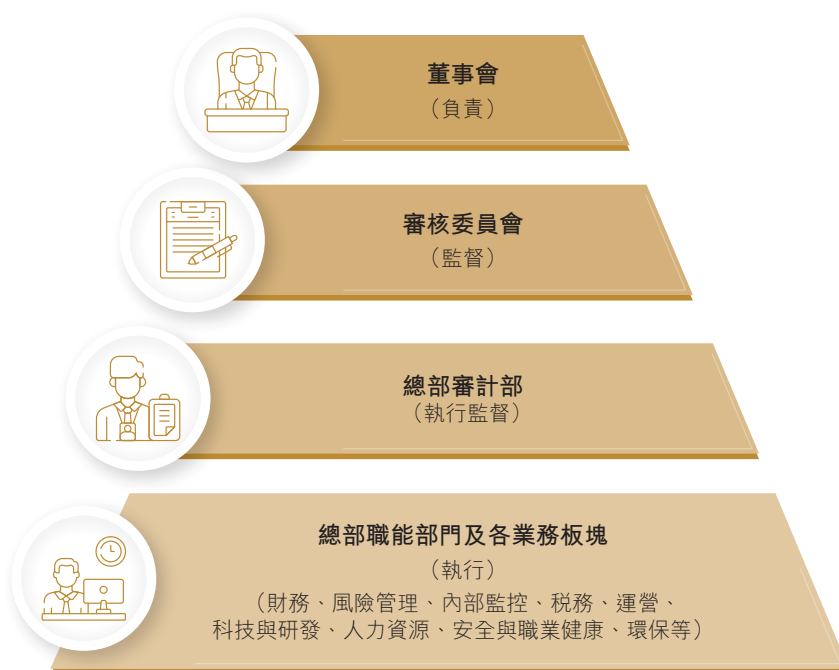 董事會
（負責）
審核委員會
（監督）
總部審計部
（執行監督）
總部職能部門及各業務板塊
（執行）
（財務、風險管理、內部監控、税務、運營、
科技與研發、人力資源、安全與職業健康、環保等）